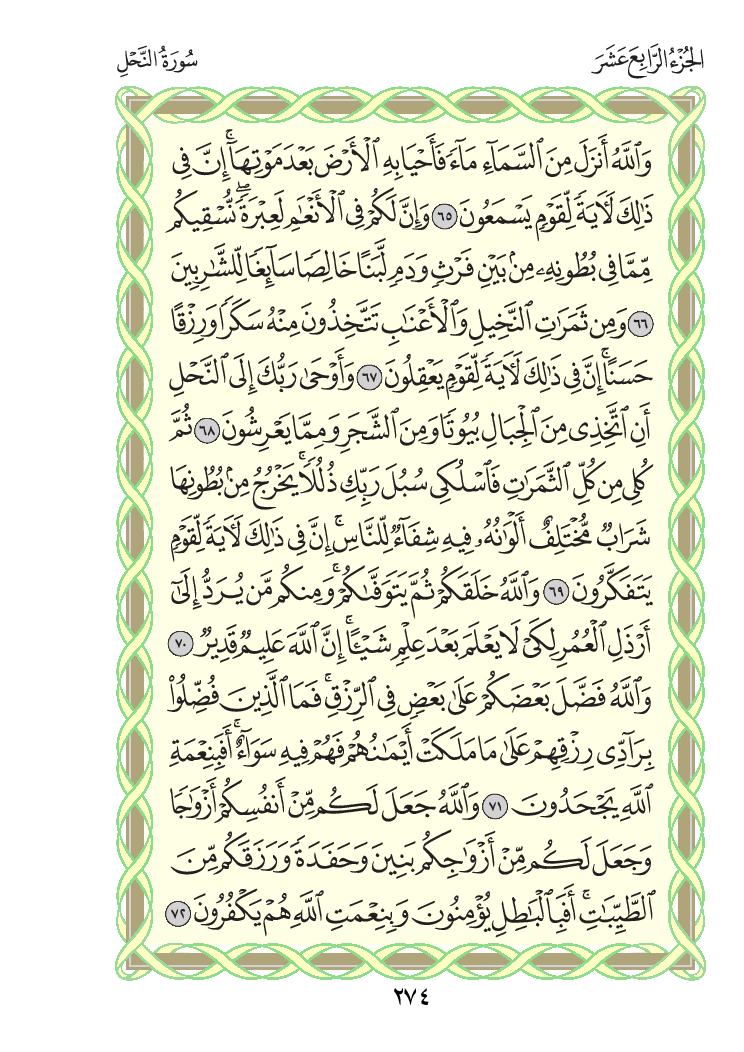 الجُزْءُ الرَّابِعَ عَشَرَ
سُورَةُ النَّحْلِ
وَٱللَّهُ أَنزَلَ مِنَ ٱلسَّمَآءِ مَآءً فَأَحْيَا بِهِ ٱلْأَرْضَ بَعْدَ مَوْتِهَآ ۚ إِنَّ فِى
ذَٰلِكَ لَـَٔايَةً لِّقَوْمٍ يَسْمَعُونَ ٦٥ وَإِنَّ لَكُمْ فِى ٱلْأَنْعَٰمِ لَعِبْرَةً ۖ نُّسْقِيكُم
مِّمَّا فِى بُطُونِهِۦ مِنۢ بَيْنِ فَرْثٍ وَدَمٍ لَّبَنًا خَالِصًا سَآئِغًا لِّلشَّٰرِبِينَ
٦٦ وَمِن ثَمَرَٰتِ ٱلنَّخِيلِ وَٱلْأَعْنَٰبِ تَتَّخِذُونَ مِنْهُ سَكَرًا وَرِزْقًا
حَسَنًا ۗ إِنَّ فِى ذَٰلِكَ لَـَٔايَةً لِّقَوْمٍ يَعْقِلُونَ ٦٧ وَأَوْحَىٰ رَبُّكَ إِلَى ٱلنَّحْلِ
أَنِ ٱتَّخِذِى مِنَ ٱلْجِبَالِ بُيُوتًا وَمِنَ ٱلشَّجَرِ وَمِمَّا يَعْرِشُونَ ٦٨ ثُمَّ
كُلِى مِن كُلِّ ٱلثَّمَرَٰتِ فَٱسْلُكِى سُبُلَ رَبِّكِ ذُلُلًا ۚ يَخْرُجُ مِنۢ بُطُونِهَا
شَرَابٌ مُّخْتَلِفٌ أَلْوَٰنُهُۥ فِيهِ شِفَآءٌ لِّلنَّاسِ ۗ إِنَّ فِى ذَٰلِكَ لَـَٔايَةً لِّقَوْمٍ
يَتَفَكَّرُونَ ٦٩ وَٱللَّهُ خَلَقَكُمْ ثُمَّ يَتَوَفَّىٰكُمْ ۚ وَمِنكُم مَّن يُرَدُّ إِلَىٰٓ
أَرْذَلِ ٱلْعُمُرِ لِكَىْ لَا يَعْلَمَ بَعْدَ عِلْمٍ شَيْـًٔا ۚ إِنَّ ٱللَّهَ عَلِيمٌ قَدِيرٌ ٧٠
وَٱللَّهُ فَضَّلَ بَعْضَكُمْ عَلَىٰ بَعْضٍ فِى ٱلرِّزْقِ ۚ فَمَا ٱلَّذِينَ فُضِّلُوا۟
بِرَآدِّى رِزْقِهِمْ عَلَىٰ مَا مَلَكَتْ أَيْمَٰنُهُمْ فَهُمْ فِيهِ سَوَآءٌ ۚ أَفَبِنِعْمَةِ
ٱللَّهِ يَجْحَدُونَ ٧١ وَٱللَّهُ جَعَلَ لَكُم مِّنْ أَنفُسِكُمْ أَزْوَٰجًا
وَجَعَلَ لَكُم مِّنْ أَزْوَٰجِكُم بَنِينَ وَحَفَدَةً وَرَزَقَكُم مِّنَ
ٱلطَّيِّبَٰتِ ۚ أَفَبِٱلْبَٰطِلِ يُؤْمِنُونَ وَبِنِعْمَتِ ٱللَّهِ هُمْ يَكْفُرُونَ ٧٢
٢٧٤